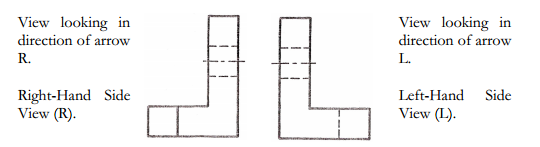 View looking in
direction of arrow
R.
Right-Hand Side
View (R).
View looking in
direction of arrow
L.
Left-Hand Side
View (L).